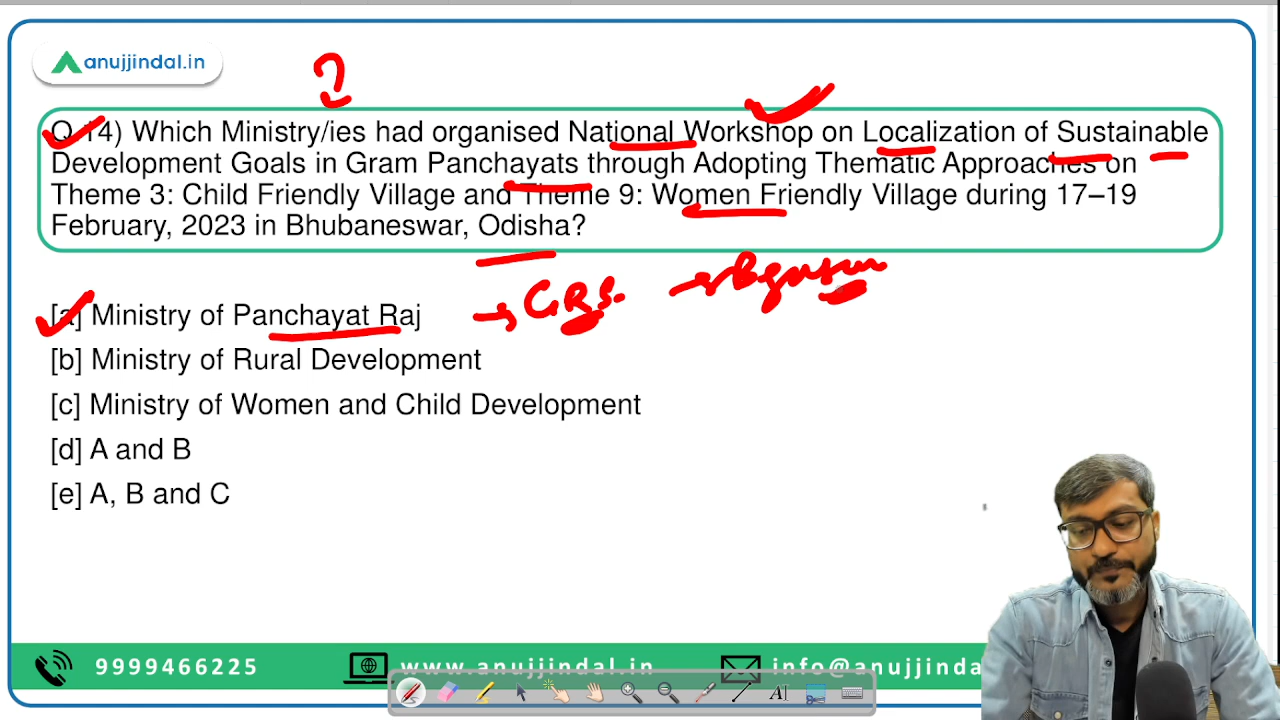 anujjindal.in
Q 14) Which Ministry/ies had organised National Workshop on Localization of Sustainable
Development Goals in Gram Panchayats through Adopting Thematic Approaches on
Theme 3: Child Friendly Village and Theme 9: Women Friendly Village during 17–19
February, 2023 in Bhubaneswar, Odisha?
[a] Ministry of Panchayat Raj
[b] Ministry of Rural Development
[c] Ministry of Women and Child Development
[d] A and B
[e] A, B and C
9999466225
www.anujjindal.in
info@anujjinda